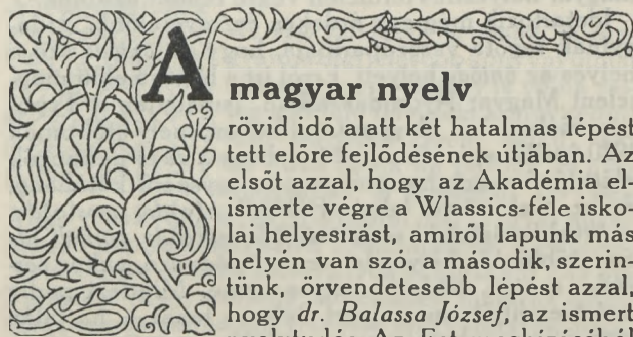 A magyar nyelv
rövid idő alatt két hatalmas lépést
tett előre fejlődésének útjában. Az
elsőt azzal, hogy az Akadémia el-
ismerte végre a Wlassics-féle isko-
lai helyesírást, amiről lapunk más
helyén van szó, a második, szerin-
tünk, örvendetesebb lépést azzal,
hogy dr. Balassa József, az ismert